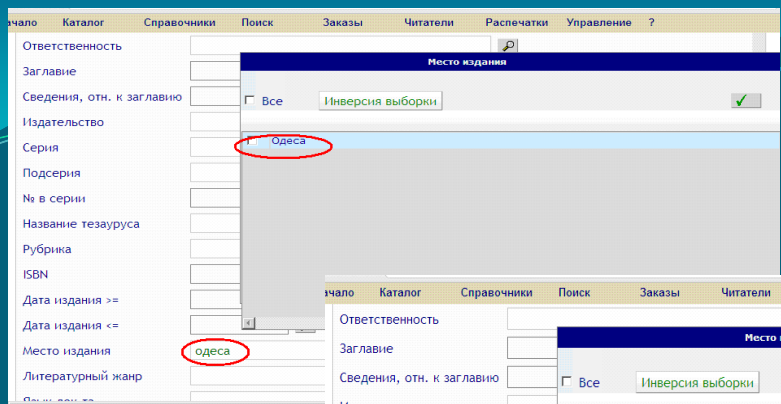 чало Каталог Справочники Поиск Заказы Читатели Распечатки Управление ?
Ответственность
Место издания
Заглавие
Сведения, отн. к заглавию
Все Инверсия выборки
Издательство
Серия
Одеса
Подсерия
№ в серии
Название тезауруса
Рубрика
ISBN
Дата издания >=
Дата издания <=
Место издания одеса
Литературный жанр
чало Каталог Справочники Поиск Заказы Читатели
Ответственность
Место
Заглавие
Сведения, отн. к заглавию
Все Инверсия выборки